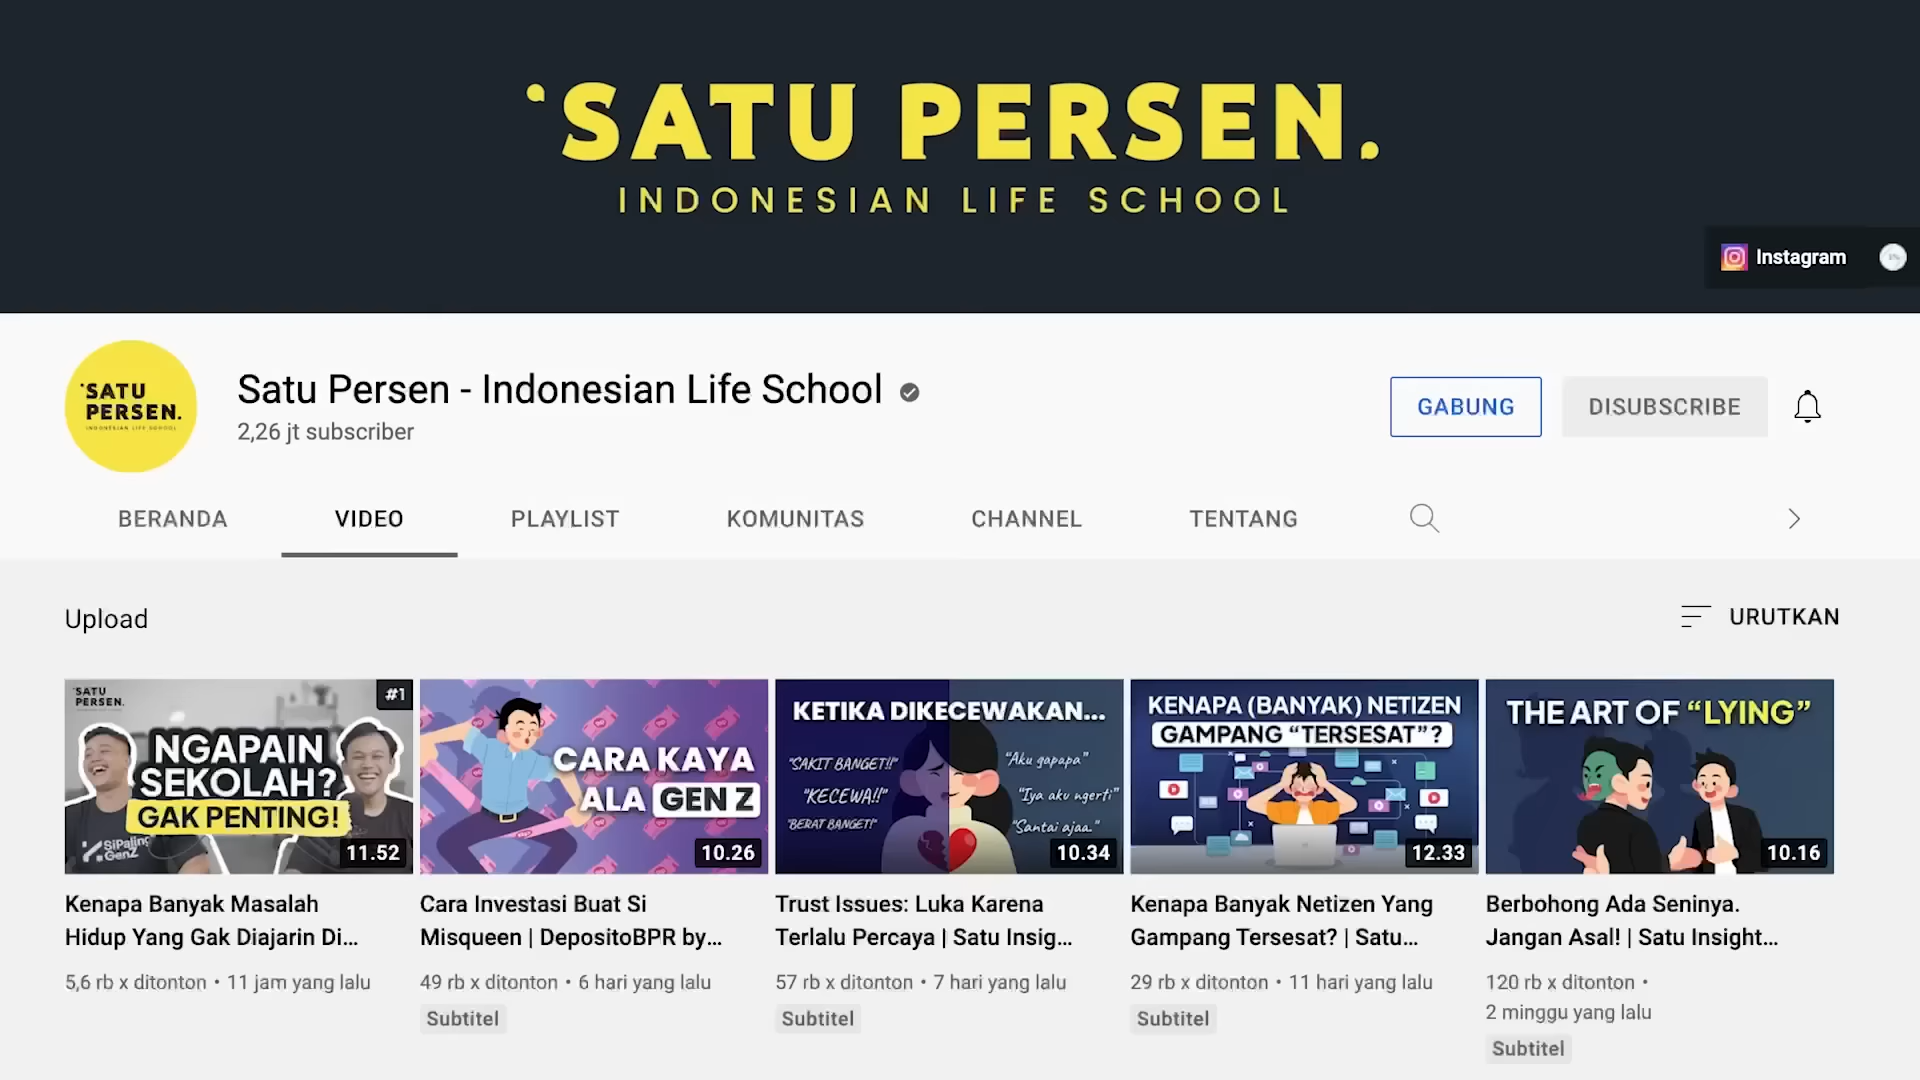 'SATU PERSEN.
INDONESIAN LIFE SCHOOL
Instagram
'SATU
PERSEN.
INDONESIAN LIFE SCHOOL
Satu Persen - Indonesian Life School
2,26 jt subscriber
GABUNG
DISUBSCRIBE
BERANDA
VIDEO
PLAYLIST
KOMUNITAS
CHANNEL
TENTANG
Upload
URUTKAN
'SATU
PERSEN.
#1
NGAPAIN
SEKOLAH?
GAK PENTING!
SiPaling
GenZ
11.52
Kenapa Banyak Masalah
Hidup Yang Gak Diajarin Di...
5,6 rb x ditonton • 11 jam yang lalu
CARA KAYA
ALA GEN Z
10.26
Cara Investasi Buat Si
Misqueen | DepositoBPR by...
49 rb x ditonton • 6 hari yang lalu
Subtitel
KETIKA DIKECEWAKAN...
"SAKIT BANGET!!"
"KECEWA!!"
"BERAT BANGET!"
"Aku gapapa"
"Iya aku ngerti"
"Santai ajaa."
10.34
Trust Issues: Luka Karena
Terlalu Percaya | Satu Insig...
57 rb x ditonton • 7 hari yang lalu
Subtitel
KENAPA (BANYAK) NETIZEN
GAMPANG "TERSESAT"?
12.33
Kenapa Banyak Netizen Yang
Gampang Tersesat? | Satu...
29 rb x ditonton • 11 hari yang lalu
Subtitel
THE ART OF "LYING"
10.16
Berbohong Ada Seninya.
Jangan Asal! | Satu Insight...
120 rb x ditonton •
2 minggu yang lalu
Subtitel